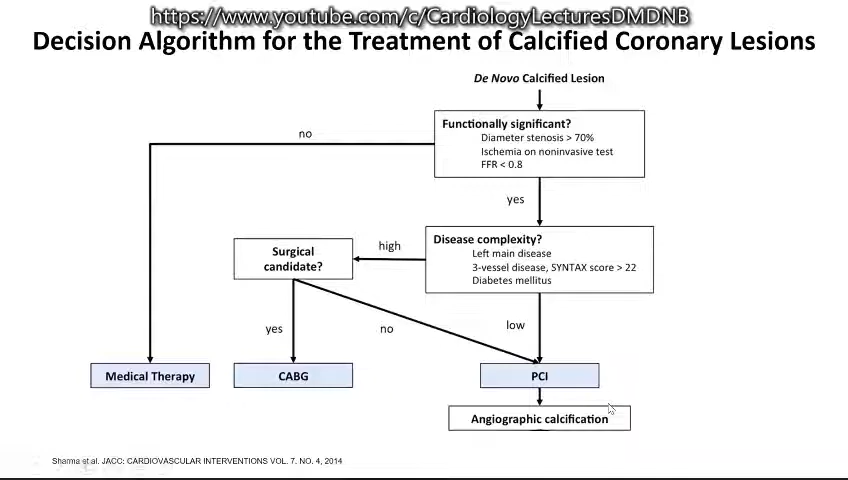 https://www.youtube.com/c/CardiologyLecturesDMDNB
Decision Algorithm for the Treatment of Calcified Coronary Lesions
De Novo Calcified Lesion
Functionally significant?
Diameter stenosis > 70%
Ischemia on noninvasive test
FFR < 0.8
no
yes
Disease complexity?
Left main disease
3-vessel disease, SYNTAX score > 22
Diabetes mellitus
high
Surgical
candidate?
yes
no
low
Medical Therapy
CABG
PCI
Angiographic calcification
Sharma et al. JACC: CARDIOVASCULAR INTERVENTIONS VOL. 7. NO. 4, 2014